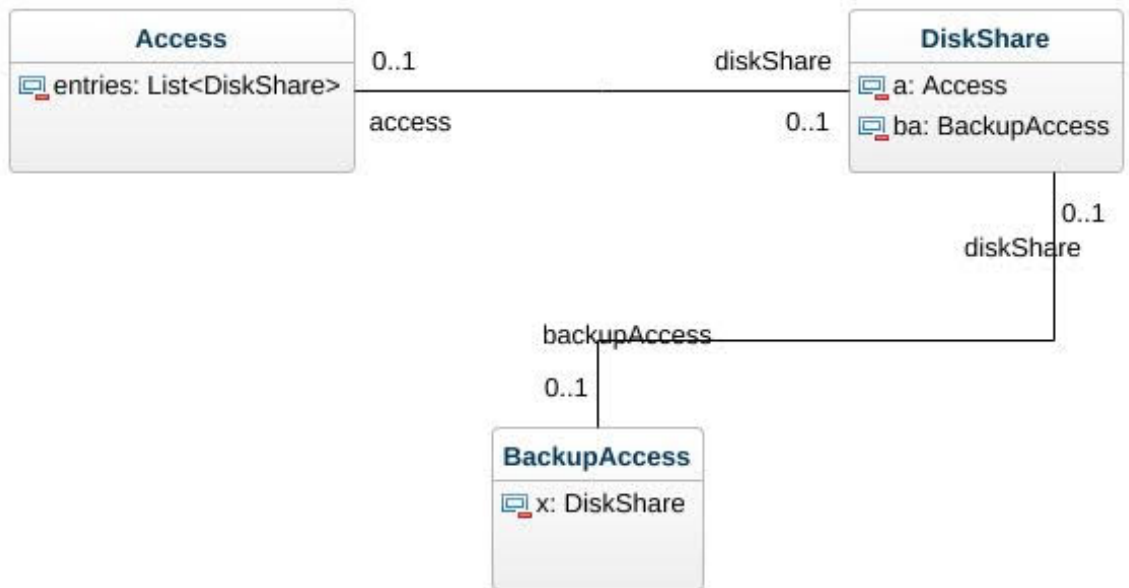 Access
entries: List<DiskShare>
0..1
access
diskShare
0..1
DiskShare
a: Access
ba: BackupAccess
0..1
diskShare
backupAccess
0..1
BackupAccess
x: DiskShare